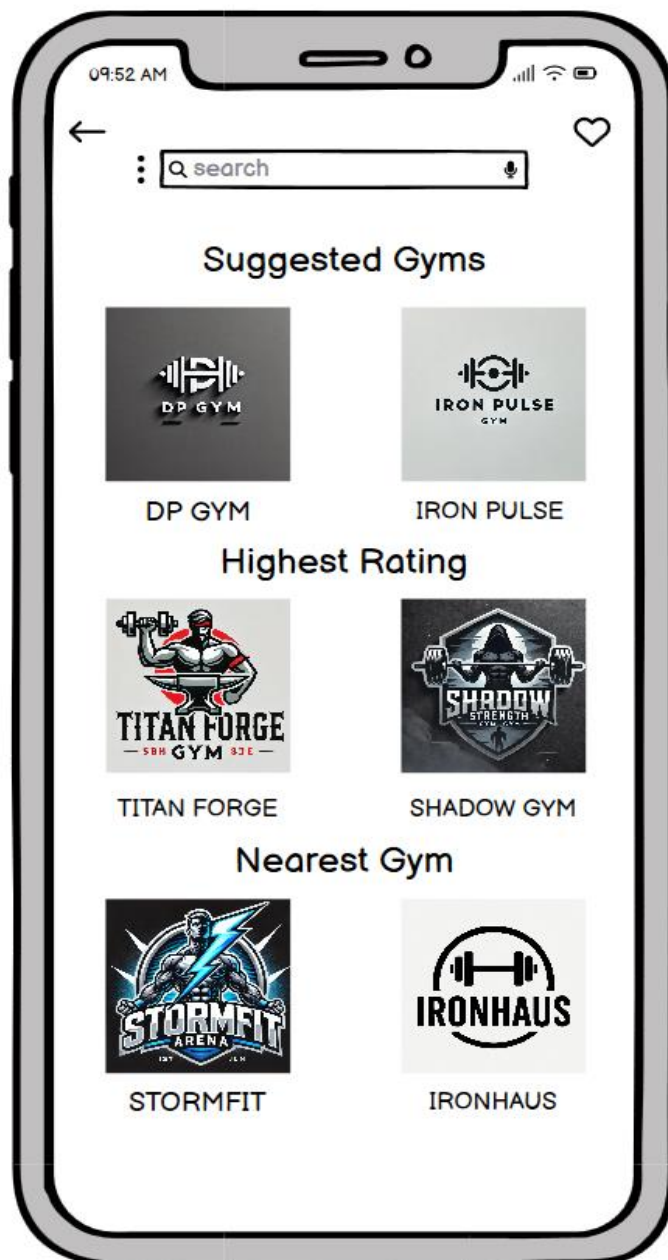 09:52 AM
search
Suggested Gyms
DP GYM
IRON PULSE
GYM
DP GYM
IRON PULSE
Highest Rating
TITAN FORGE
GYM
SHADOW
STRENGTH
TITAN FORGE
SHADOW GYM
Nearest Gym
STORMFIT
ARENA
IRONHAUS
STORMFIT
IRONHAUS